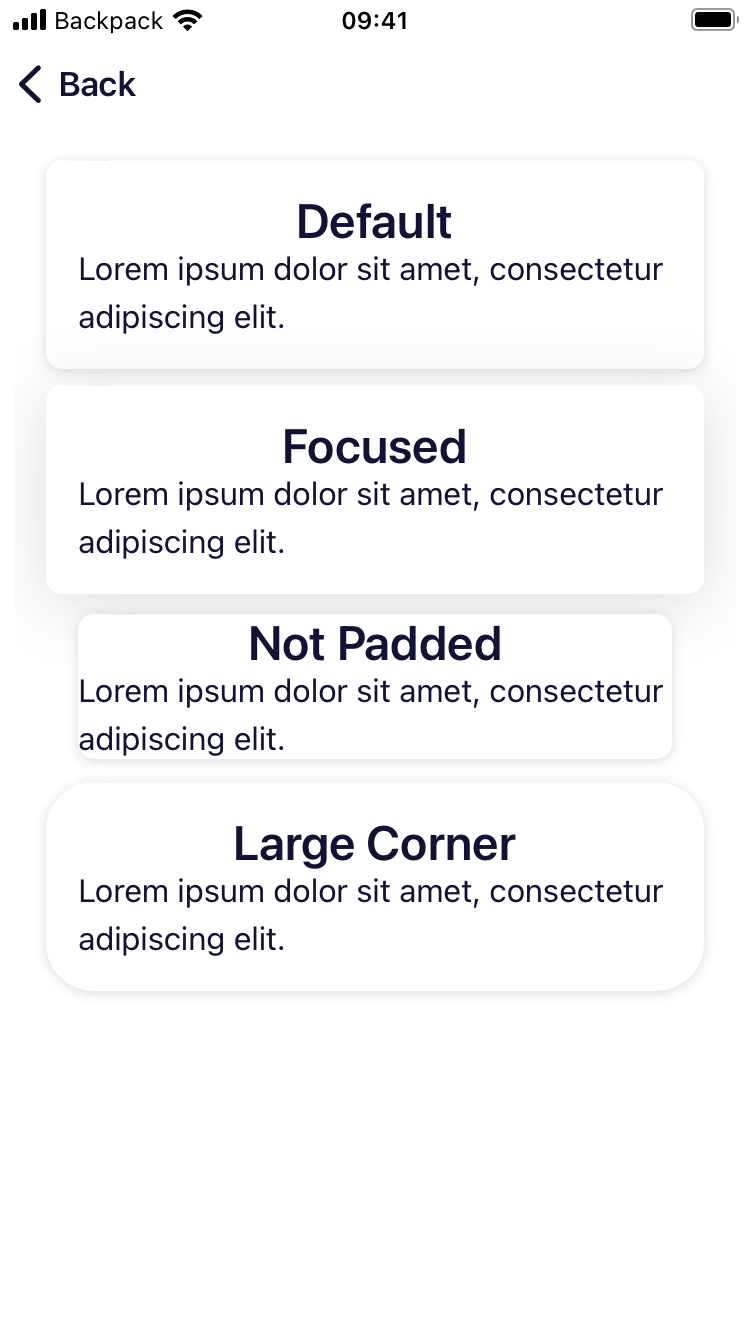 Backpack 09:41
Back
Default
Lorem ipsum dolor sit amet, consectetur
adipiscing elit.
Focused
Lorem ipsum dolor sit amet, consectetur
adipiscing elit.
Not Padded
Lorem ipsum dolor sit amet, consectetur
adipiscing elit.
Large Corner
Lorem ipsum dolor sit amet, consectetur
adipiscing elit.